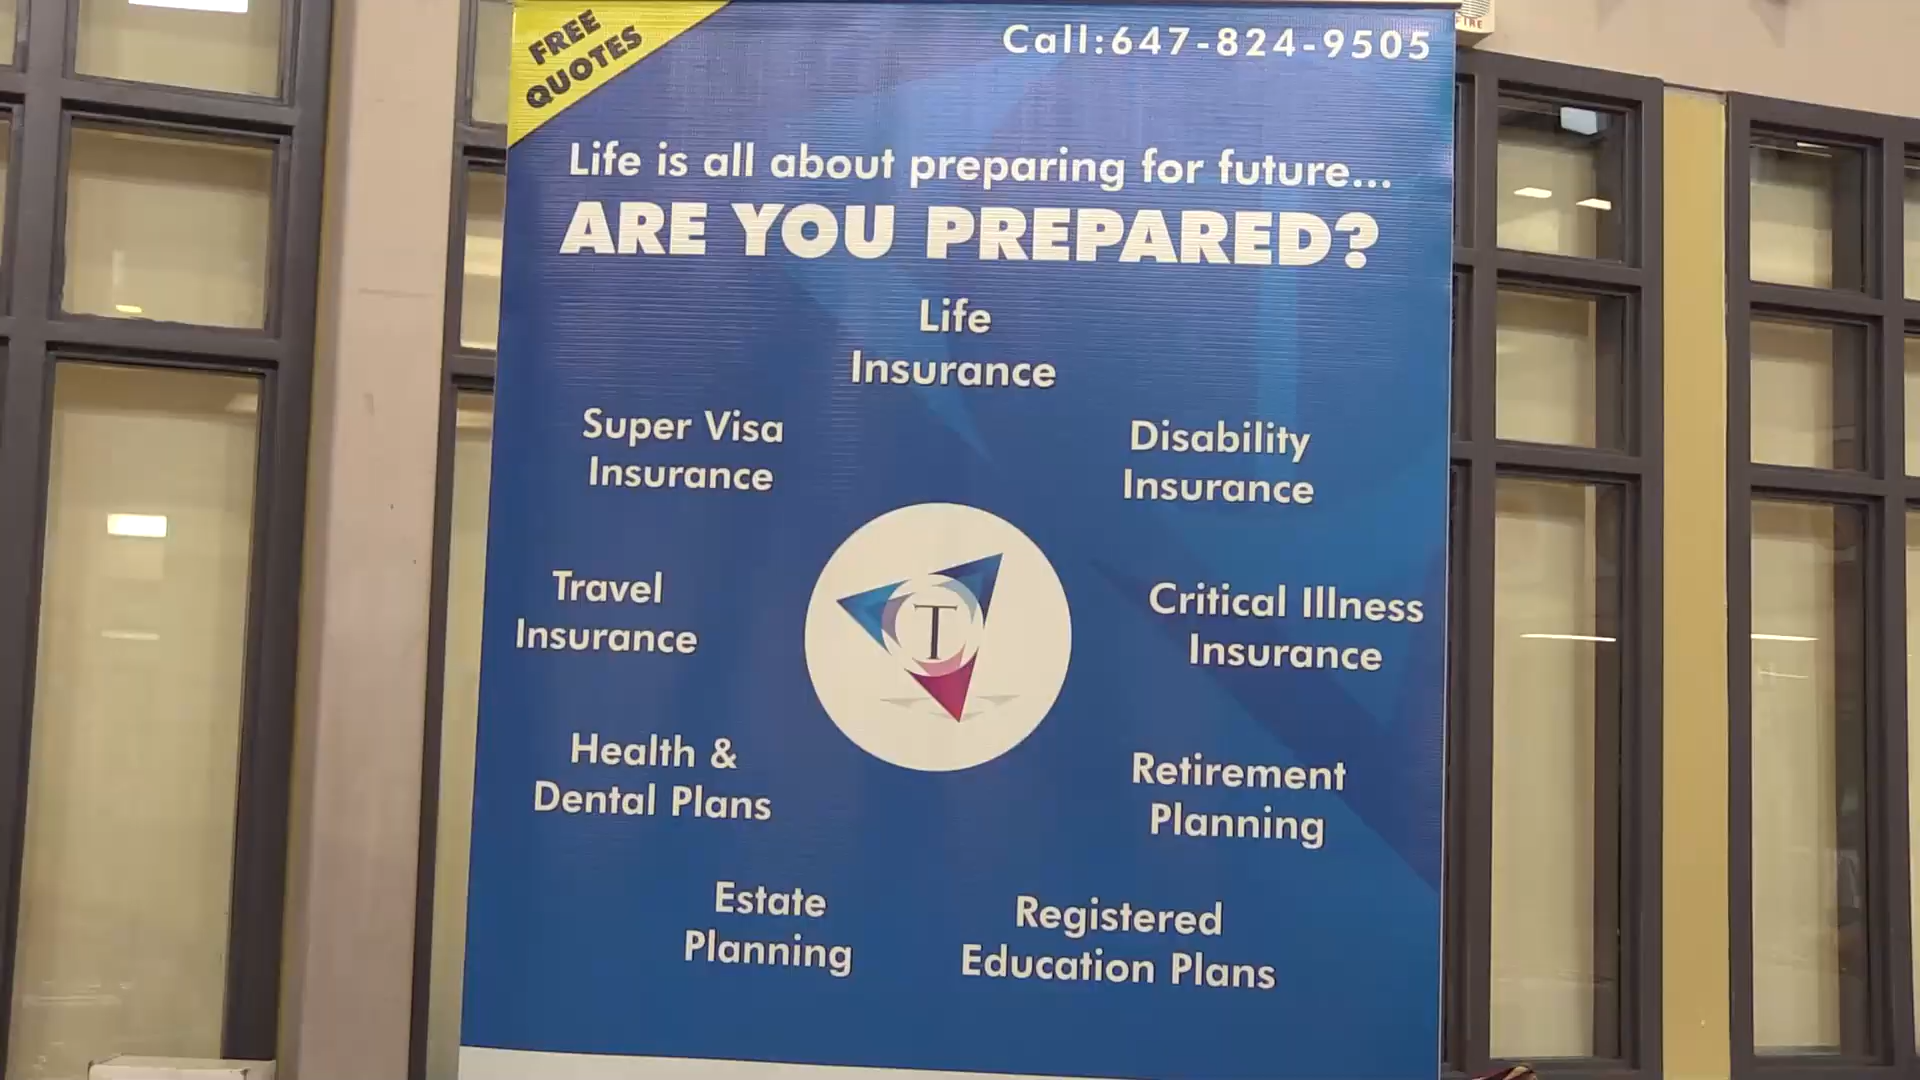 FREE
QUOTES
Call:647-824-9505
FIRE
Life is all about preparing for future...
ARE YOU PREPARED?
Life
Insurance
Super Visa
Insurance
Disability
Insurance
Travel
Insurance
T
Critical Illness
Insurance
Health &
Dental Plans
Retirement
Planning
Estate
Planning
Registered
Education Plans